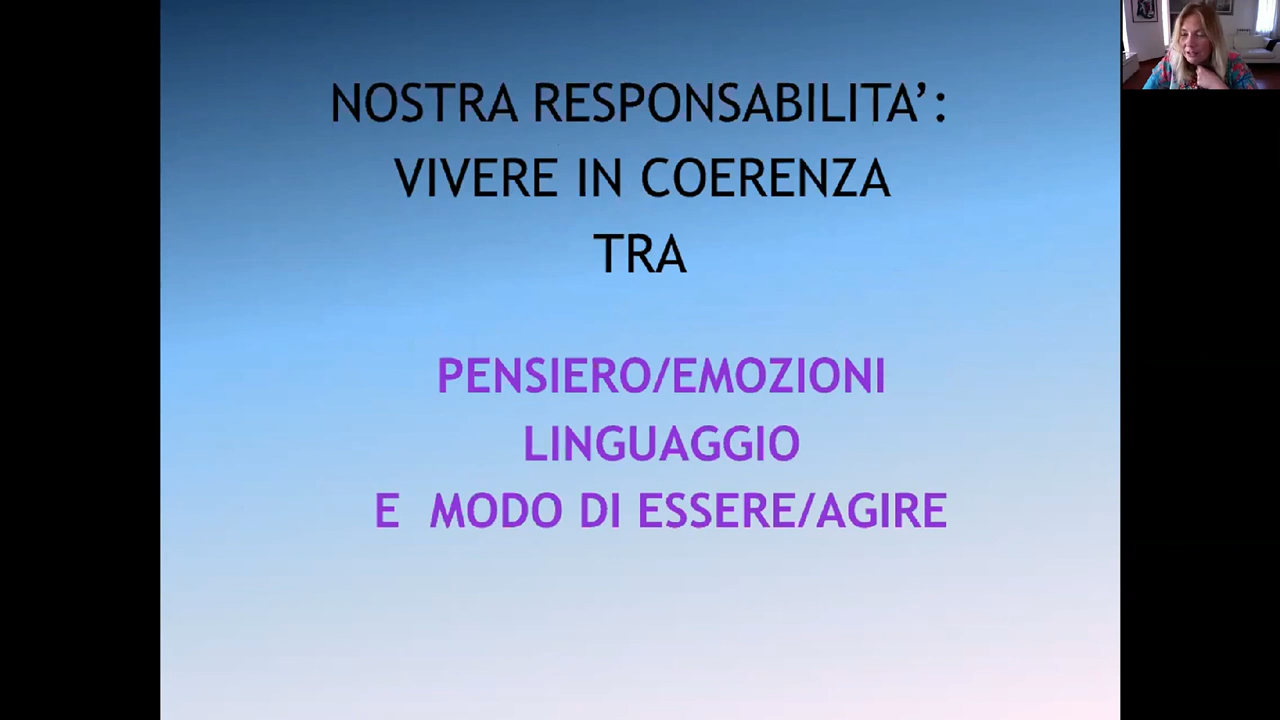 NOSTRA RESPONSABILITA’:
VIVERE IN COERENZA
TRA
PENSIERO/EMOZIONI
LINGUAGGIO
E MODO DI ESSERE/AGIRE